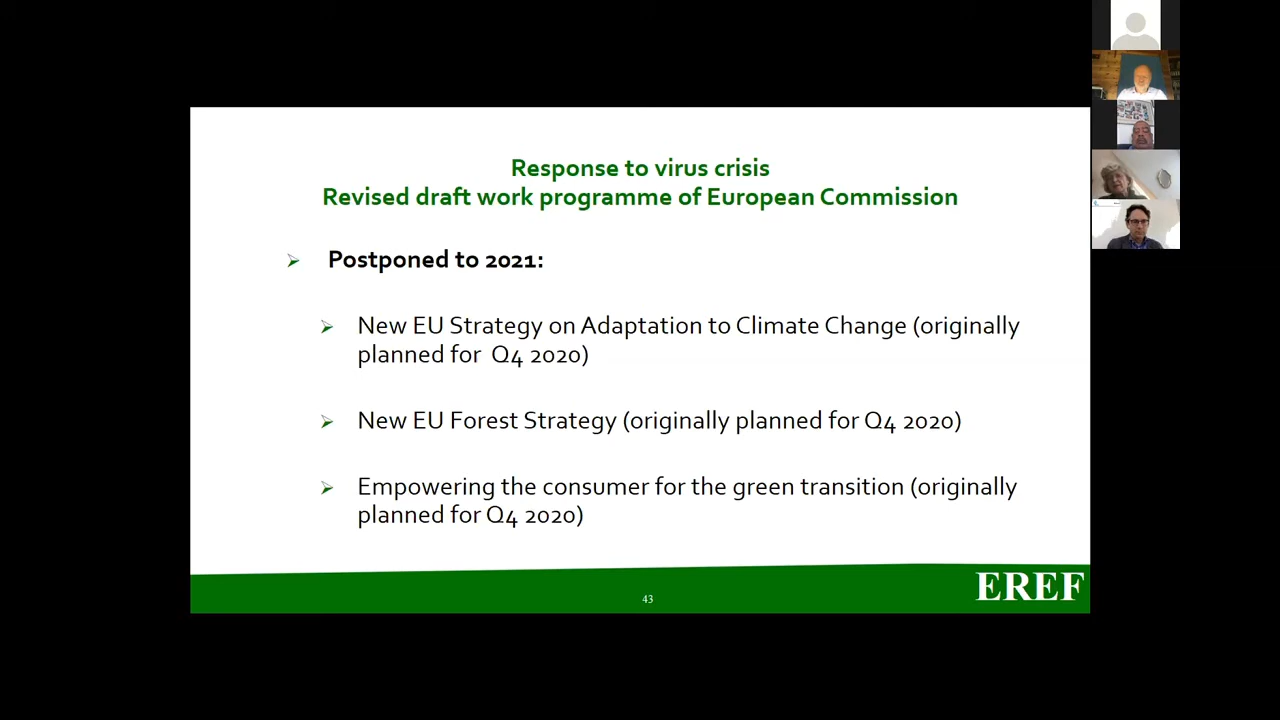 Response to virus crisis
Revised draft work programme of European Commission
Postponed to 2021:
New EU Strategy on Adaptation to Climate Change (originally
planned for Q4 2020)
New EU Forest Strategy (originally planned for Q4 2020)
Empowering the consumer for the green transition (originally
planned for Q4 2020)
43
EREF